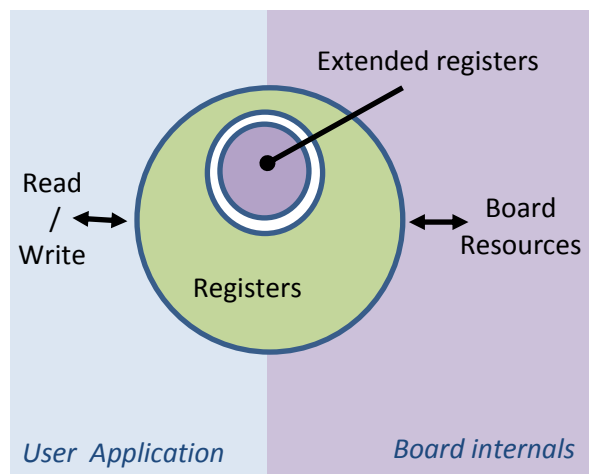 Extended registers
Read
/
Write
Board
Resources
Registers
User Application
Board internals